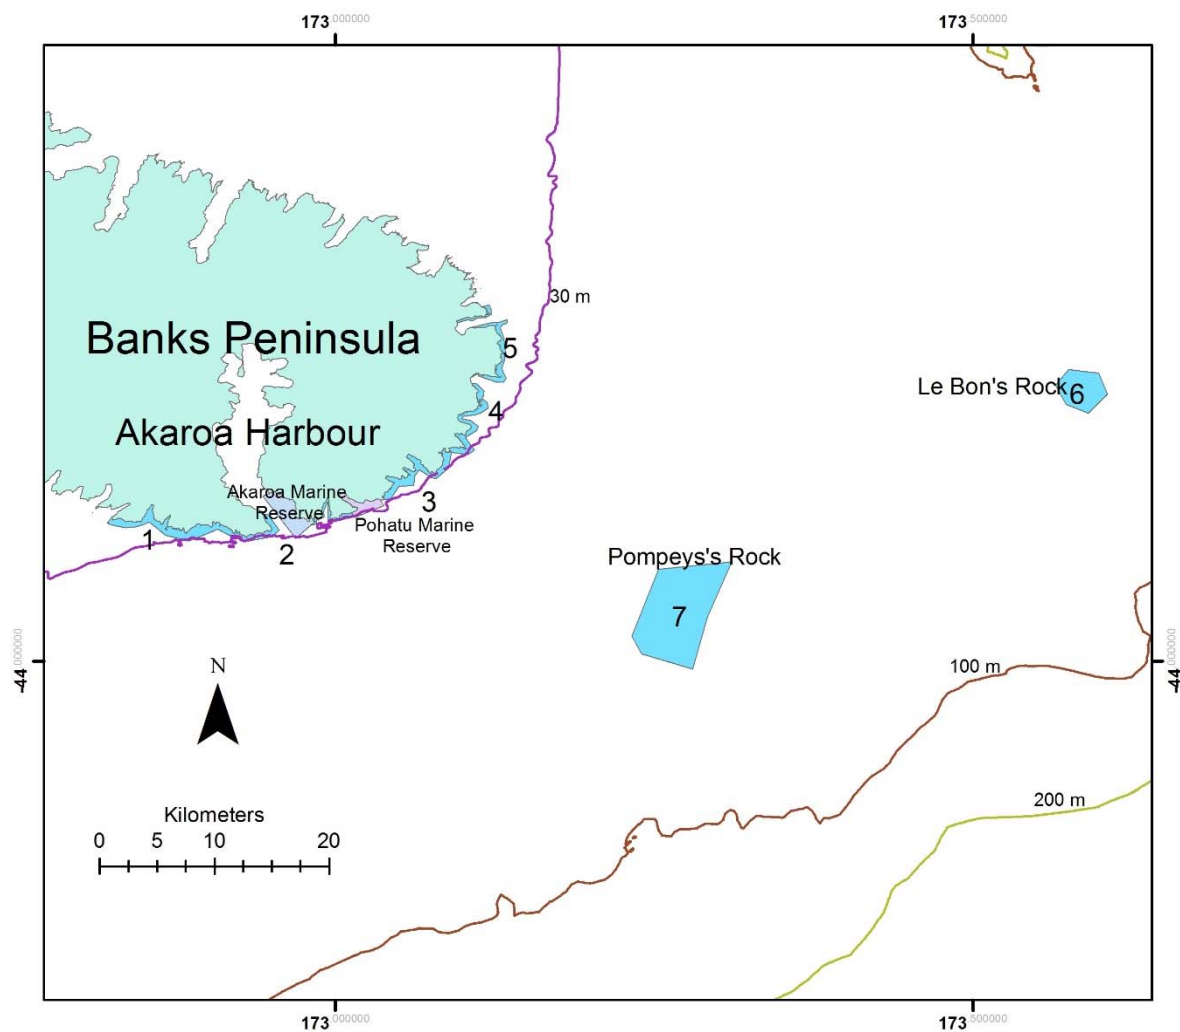 173.000000 173.500000
30 m
Banks Peninsula
5
Le Bon's Rock 6
4
Akaroa Harbour
Akaroa Marine
Reserve
3
Pohatu Marine
Reserve
1
2
Pompeys's Rock
7
-44.000000
-44.000000
N
100 m
Kilometers
0 5 10 20
200 m
173.000000 173.500000